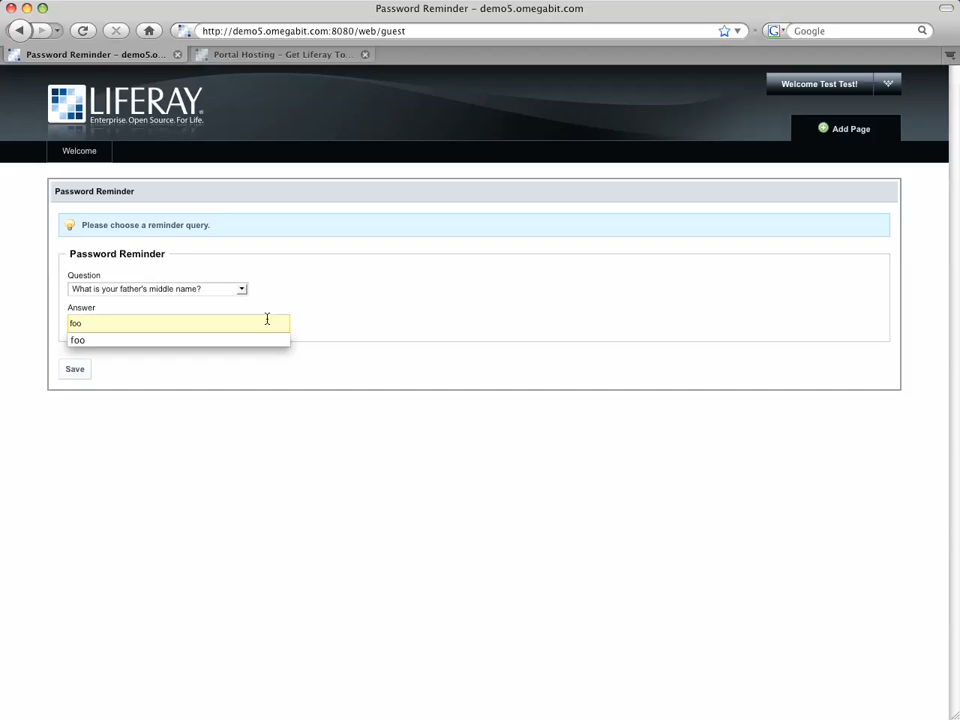 Password Reminder – demo5.omegabit.com
http://demo5.omegabit.com:8080/web/guest
Google
Password Reminder – demo5.o...
Portal Hosting – Get Liferay To...
LIFERAY.
Enterprise. Open Source. For Life.
Welcome Test Test!
Add Page
Welcome
Password Reminder
Please choose a reminder query.
Password Reminder
Question
What is your father's middle name?
Answer
foo
foo
Save